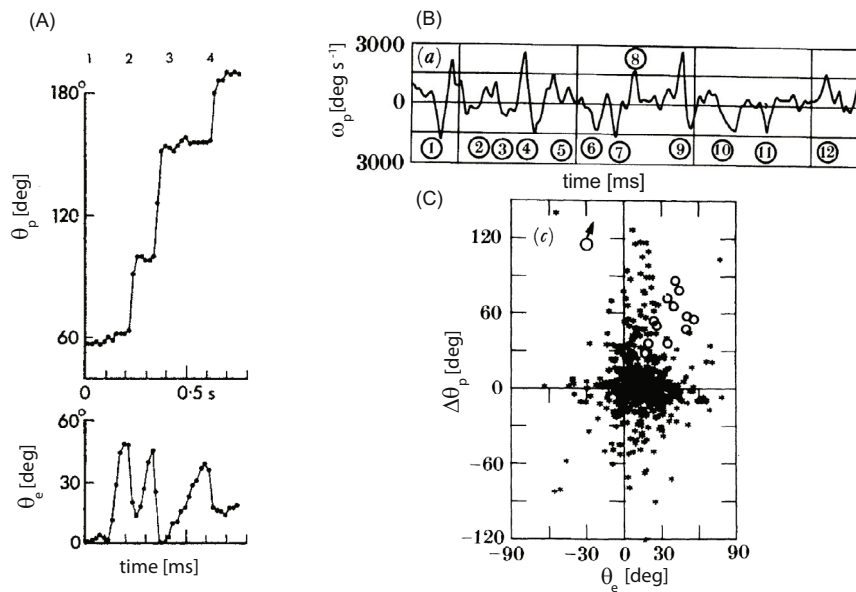 (A)
1 2 3 4
180°
120
60
θp [deg]
0 0·5 s
60°
30
0
θe [deg]
time [ms]
(B)
3000
0
3000
ωp [deg s⁻¹]
(a)
1 2 3 4 5 6 7 8 9 10 11 12
time [ms]
(C)
(c)
120
60
0
−60
−120
Δθp [deg]
−90 −30 0 30 90
θe [deg]